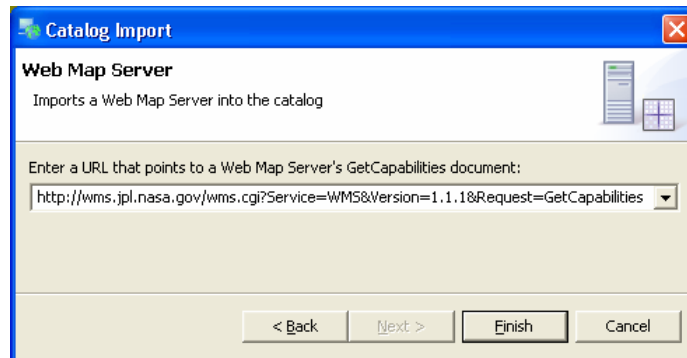 Catalog Import
Web Map Server
Imports a Web Map Server into the catalog
Enter a URL that points to a Web Map Server's GetCapabilities document:
http://wms.jpl.nasa.gov/wms.cgi?Service=WMS&Version=1.1.1&Request=GetCapabilities
< Back Next > Finish Cancel